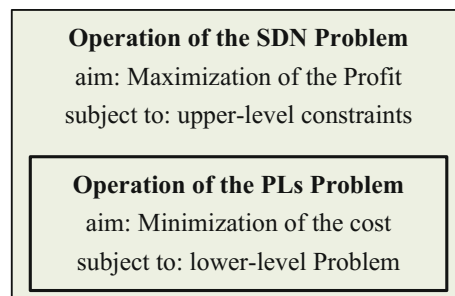 Operation of the SDN Problem
aim: Maximization of the Profit
subject to: upper-level constraints
Operation of the PLs Problem
aim: Minimization of the cost
subject to: lower-level Problem